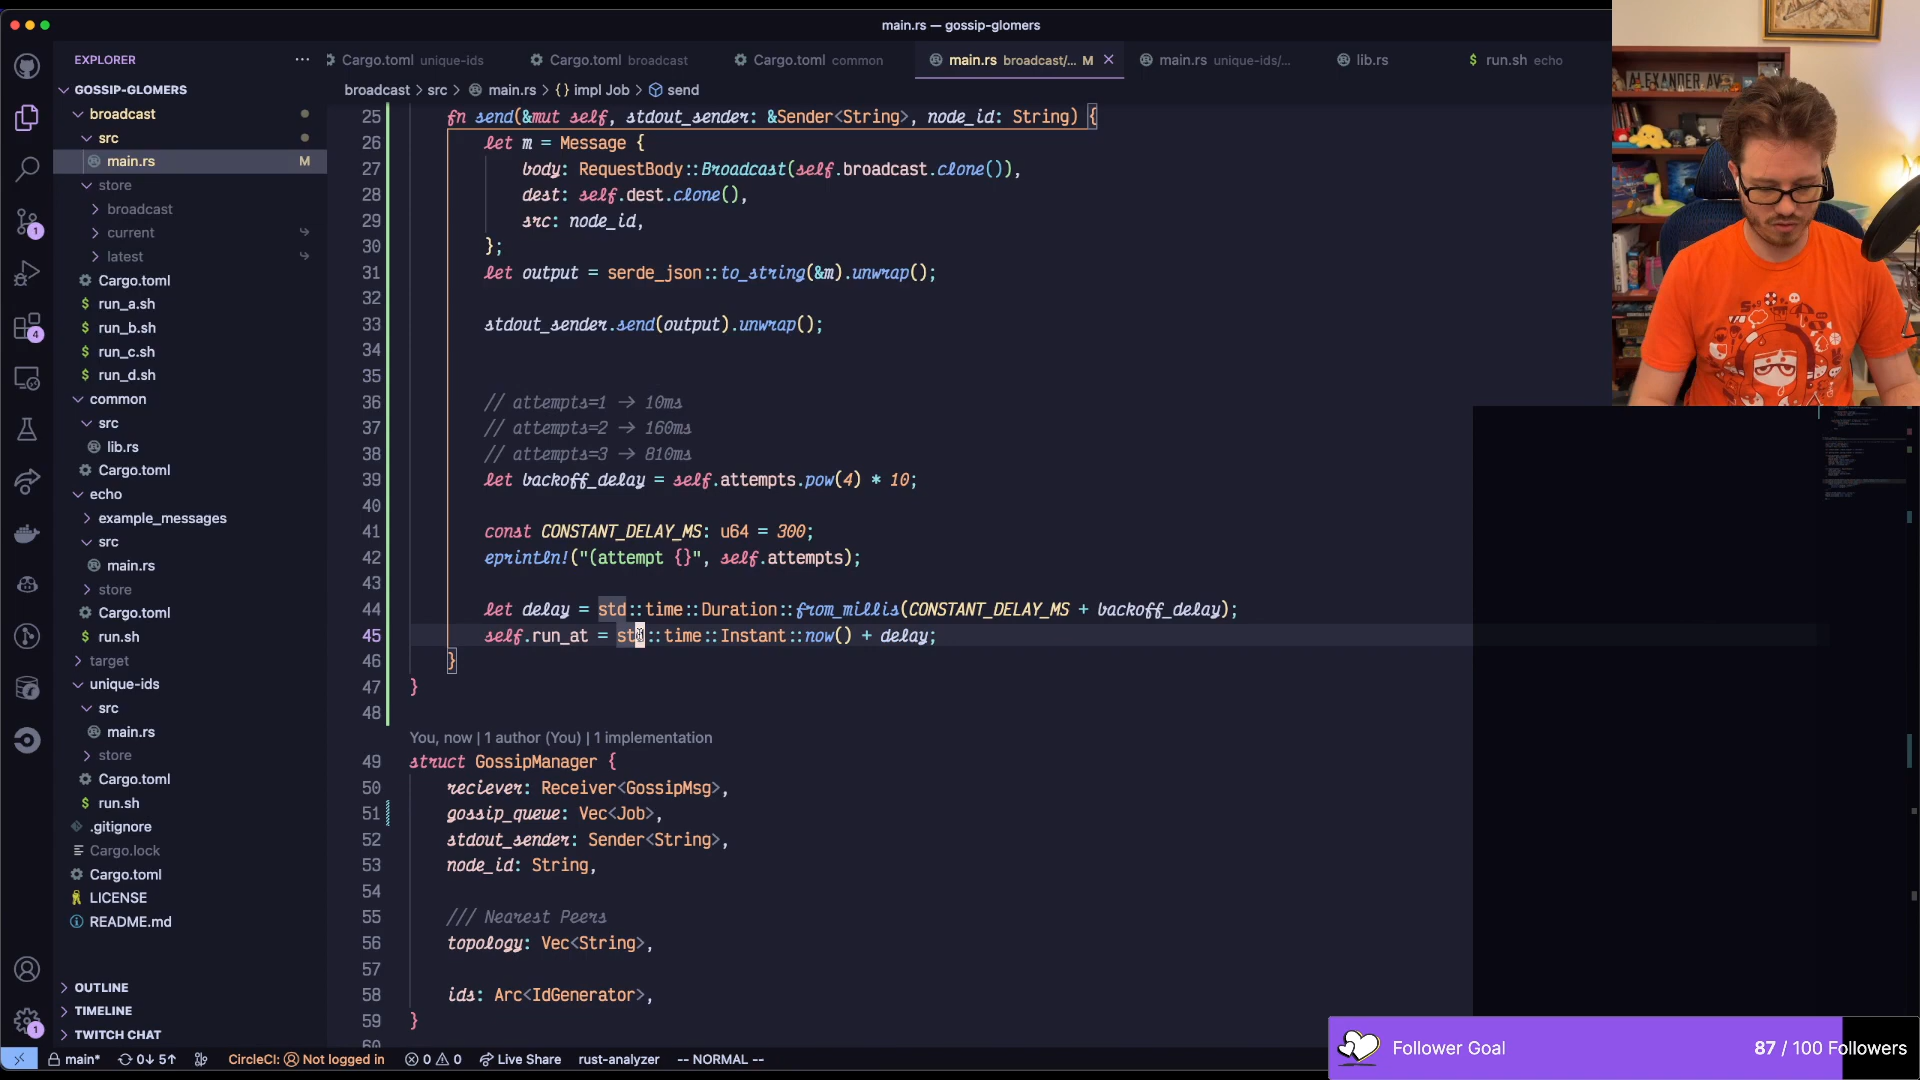 main.rs — gossip-glomers
EXPLORER
Cargo.toml unique-ids
Cargo.toml broadcast
Cargo.toml common
main.rs broadcast/... M
main.rs unique-ids/...
lib.rs
$ run.sh echo
broadcast > src > main.rs > {} impl Job > send
GOSSIP-GLOMERS
broadcast
src
main.rs M
store
broadcast
current
latest
Cargo.toml
$ run_a.sh
$ run_b.sh
$ run_c.sh
$ run_d.sh
common
src
lib.rs
Cargo.toml
echo
example_messages
src
main.rs
store
Cargo.toml
$ run.sh
target
unique-ids
src
main.rs
store
Cargo.toml
$ run.sh
.gitignore
Cargo.lock
Cargo.toml
LICENSE
README.md
OUTLINE
TIMELINE
TWITCH CHAT
1
4
1
25 fn send(&mut self, stdout_sender: &Sender<String>, node_id: String) {
26 let m = Message {
27 body: RequestBody::Broadcast(self.broadcast.clone()),
28 dest: self.dest.clone(),
29 src: node_id,
30 };
31 let output = serde_json::to_string(&m).unwrap();
32
33 stdout_sender.send(output).unwrap();
34
35
36 // attempts=1 -> 10ms
37 // attempts=2 -> 160ms
38 // attempts=3 -> 810ms
39 let backoff_delay = self.attempts.pow(4) * 10;
40
41 const CONSTANT_DELAY_MS: u64 = 300;
42 eprintln!("(attempt {}", self.attempts);
43
44 let delay = std::time::Duration::from_millis(CONSTANT_DELAY_MS + backoff_delay);
45 self.run_at = std::time::Instant::now() + delay;
46 }
47 }
48
You, now | 1 author (You) | 1 implementation
49 struct GossipManager {
50 reciever: Receiver<GossipMsg>,
51 gossip_queue: Vec<Job>,
52 stdout_sender: Sender<String>,
53 node_id: String,
54
55 /// Nearest Peers
56 topology: Vec<String>,
57
58 ids: Arc<IdGenerator>,
59 }
60
main* 0↓ 5↑ CircleCI: Not logged in 0 0 Live Share rust-analyzer -- NORMAL --
Follower Goal 87 / 100 Followers
ALEXANDER AV